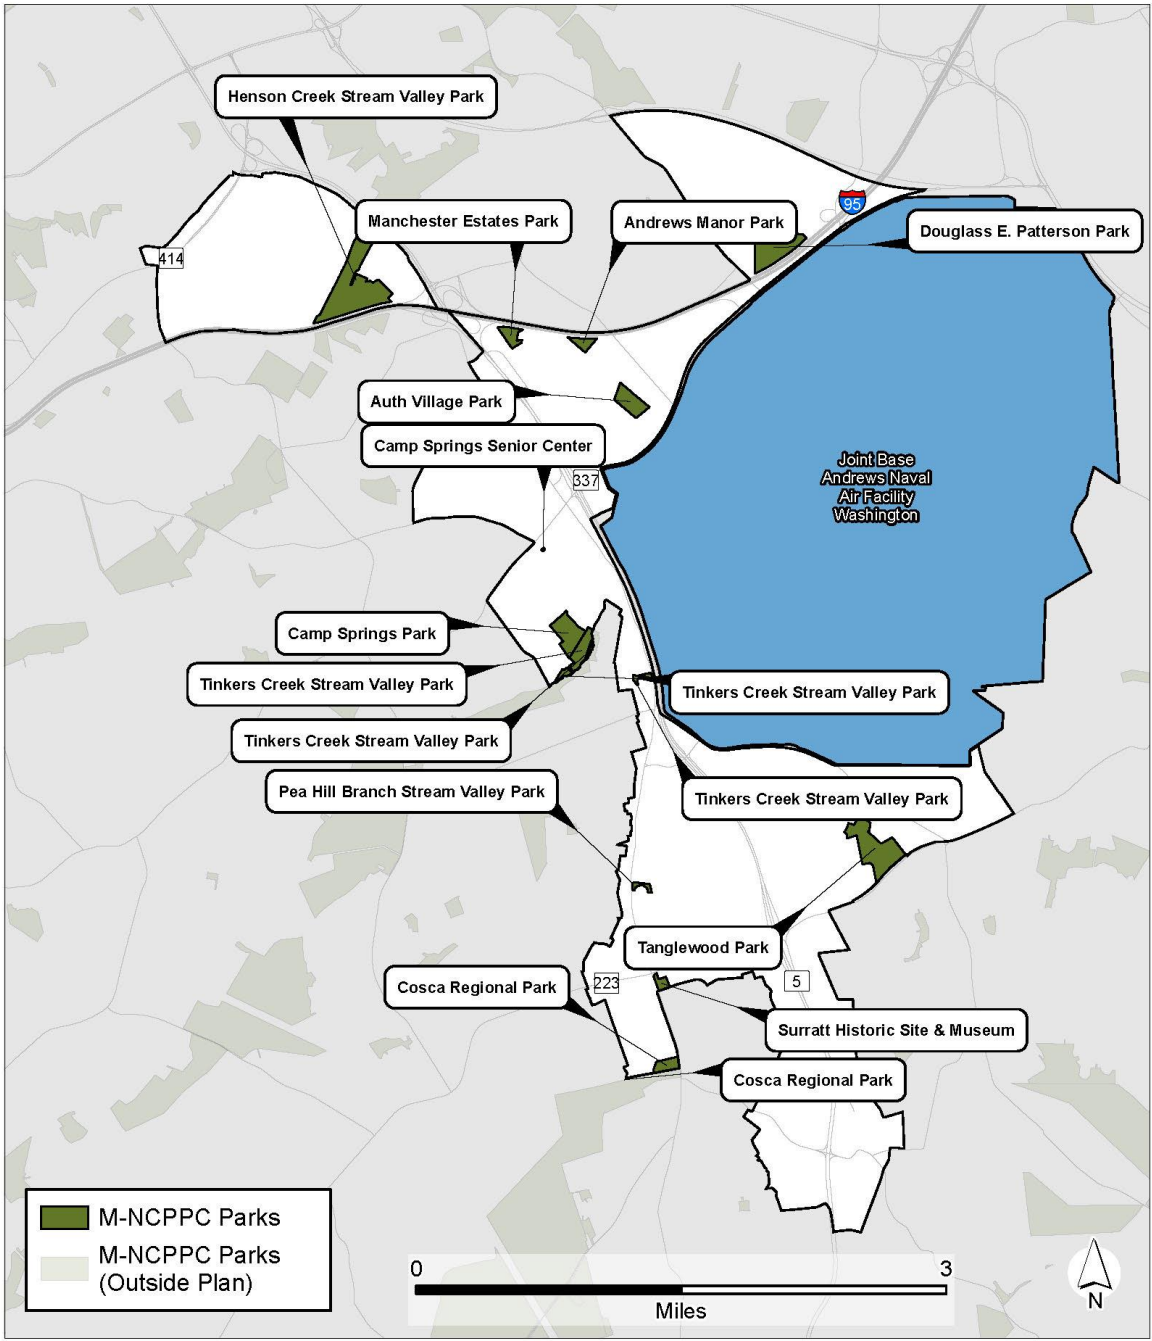 Henson Creek Stream Valley Park
Manchester Estates Park
Andrews Manor Park
95
Douglass E. Patterson Park
414
Auth Village Park
Camp Springs Senior Center
337
Joint Base
Andrews Naval
Air Facility
Washington
Camp Springs Park
Tinkers Creek Stream Valley Park
Tinkers Creek Stream Valley Park
Tinkers Creek Stream Valley Park
Pea Hill Branch Stream Valley Park
Tinkers Creek Stream Valley Park
Tanglewood Park
Cosca Regional Park
223
5
Surratt Historic Site & Museum
Cosca Regional Park
M-NCPPC Parks
M-NCPPC Parks
(Outside Plan)
0 3
Miles
N